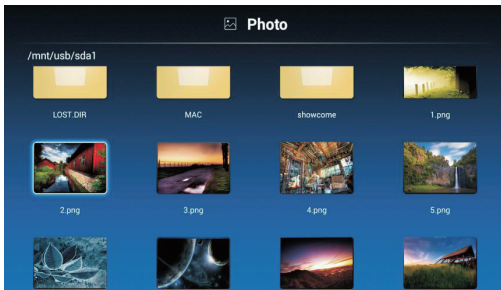 Photo
/mnt/usb/sda1
LOST.DIR
MAC
showcome
1.png
2.png
3.png
4.png
5.png